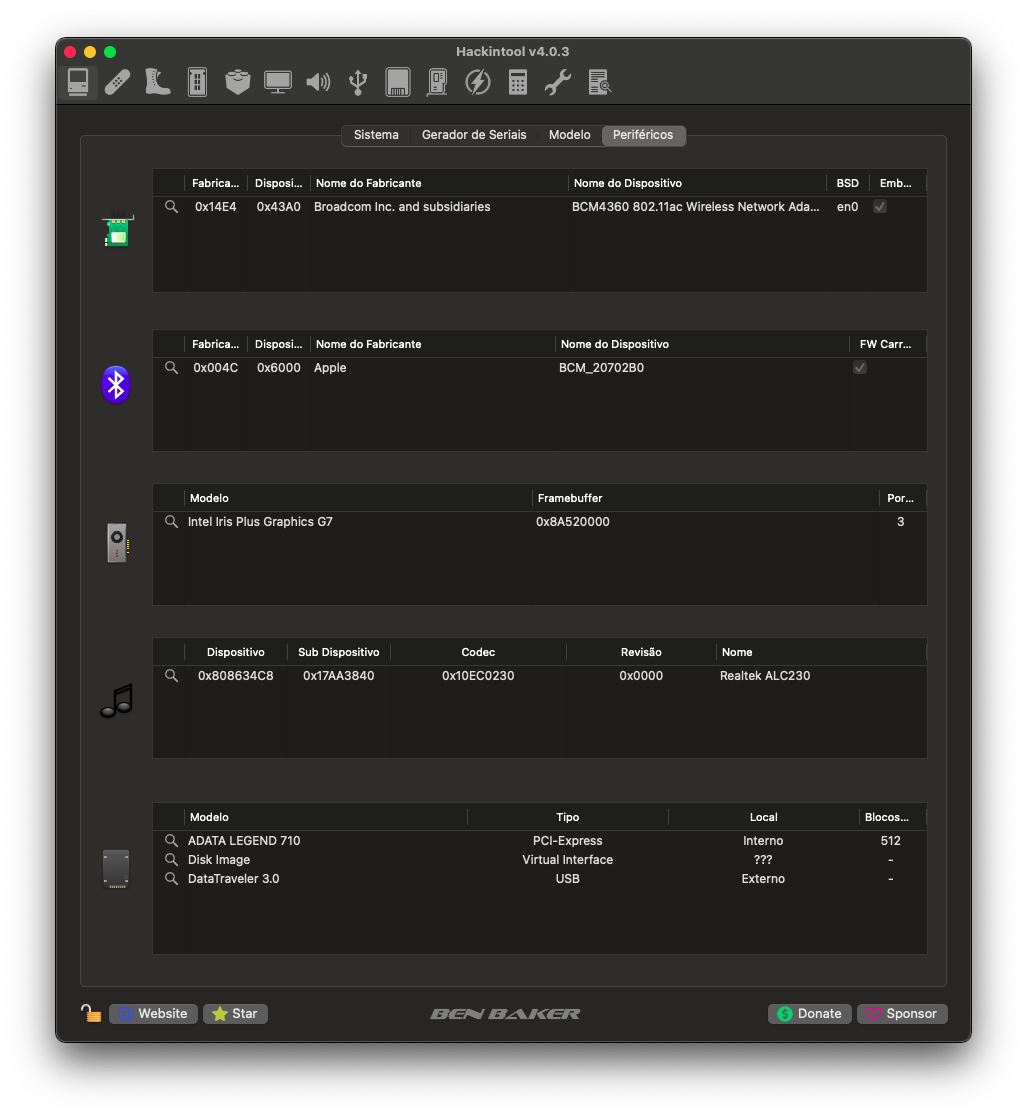 Hackintool v4.0.3
Sistema Gerador de Seriais Modelo Periféricos
Fabrica... Disposi... Nome do Fabricante Nome do Dispositivo BSD Emb...
0x14E4 0x43A0 Broadcom Inc. and subsidiaries BCM4360 802.11ac Wireless Network Ada... en0
Fabrica... Disposi... Nome do Fabricante Nome do Dispositivo FW Carr...
0x004C 0x6000 Apple BCM_20702B0
Modelo Framebuffer Por...
Intel Iris Plus Graphics G7 0x8A520000 3
Dispositivo Sub Dispositivo Codec Revisão Nome
0x808634C8 0x17AA3840 0x10EC0230 0x0000 Realtek ALC230
Modelo Tipo Local Blocos...
ADATA LEGEND 710 PCI-Express Interno 512
Disk Image Virtual Interface ??? -
DataTraveler 3.0 USB Externo -
Website Star BEN BAKER Donate Sponsor